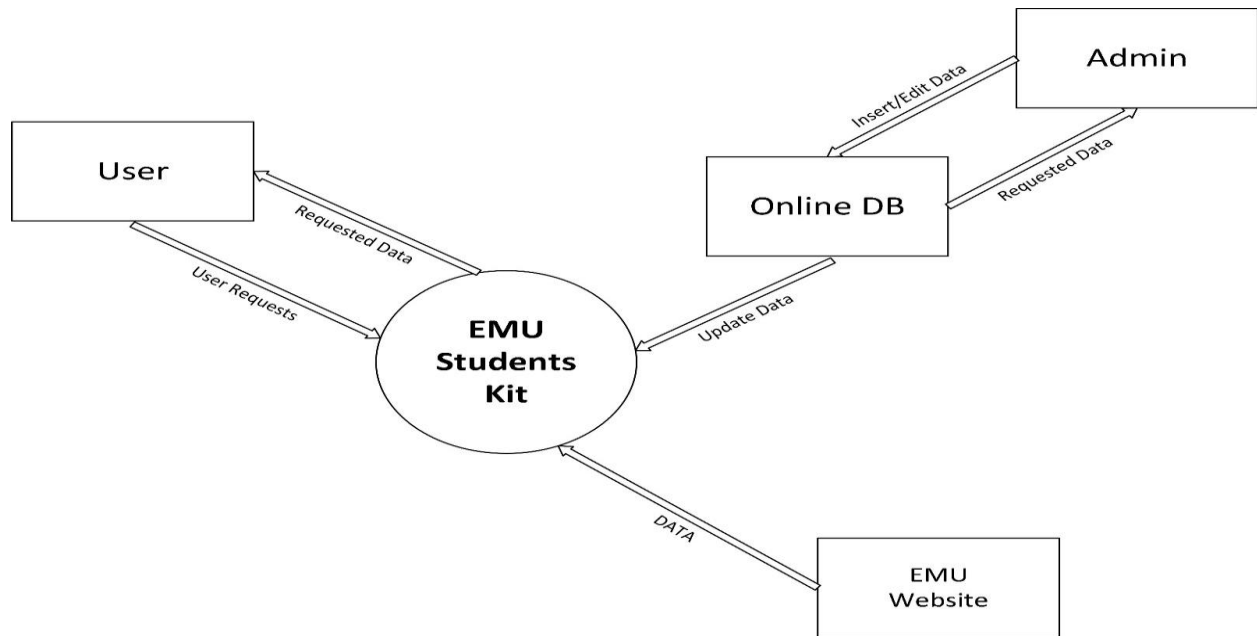 Admin
Insert/Edit Data
Requested Data
Online DB
User
Requested Data
User Requests
Update Data
EMU
Students
Kit
DATA
EMU
Website